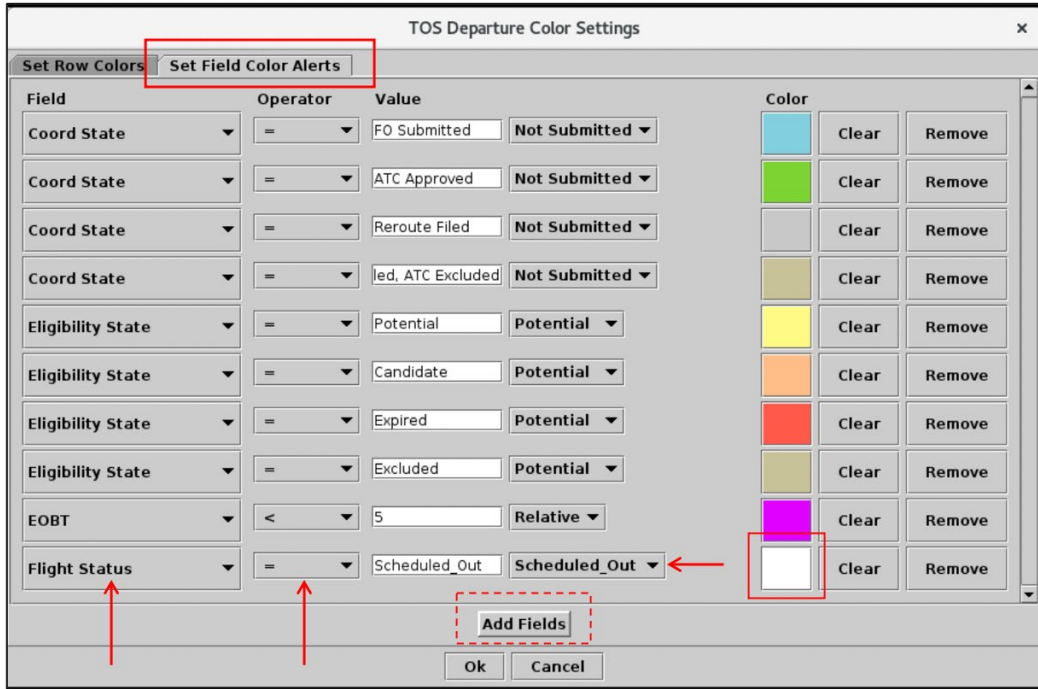 TOS Departure Color Settings ×
Set Row Colors Set Field Color Alerts
Field Operator Value Color
Coord State = FO Submitted Not Submitted Clear Remove
Coord State = ATC Approved Not Submitted Clear Remove
Coord State = Reroute Filed Not Submitted Clear Remove
Coord State = led, ATC Excluded Not Submitted Clear Remove
Eligibility State = Potential Potential Clear Remove
Eligibility State = Candidate Potential Clear Remove
Eligibility State = Expired Potential Clear Remove
Eligibility State = Excluded Potential Clear Remove
EOBT < 5 Relative Clear Remove
Flight Status = Scheduled_Out Scheduled_Out Clear Remove
Add Fields
Ok Cancel